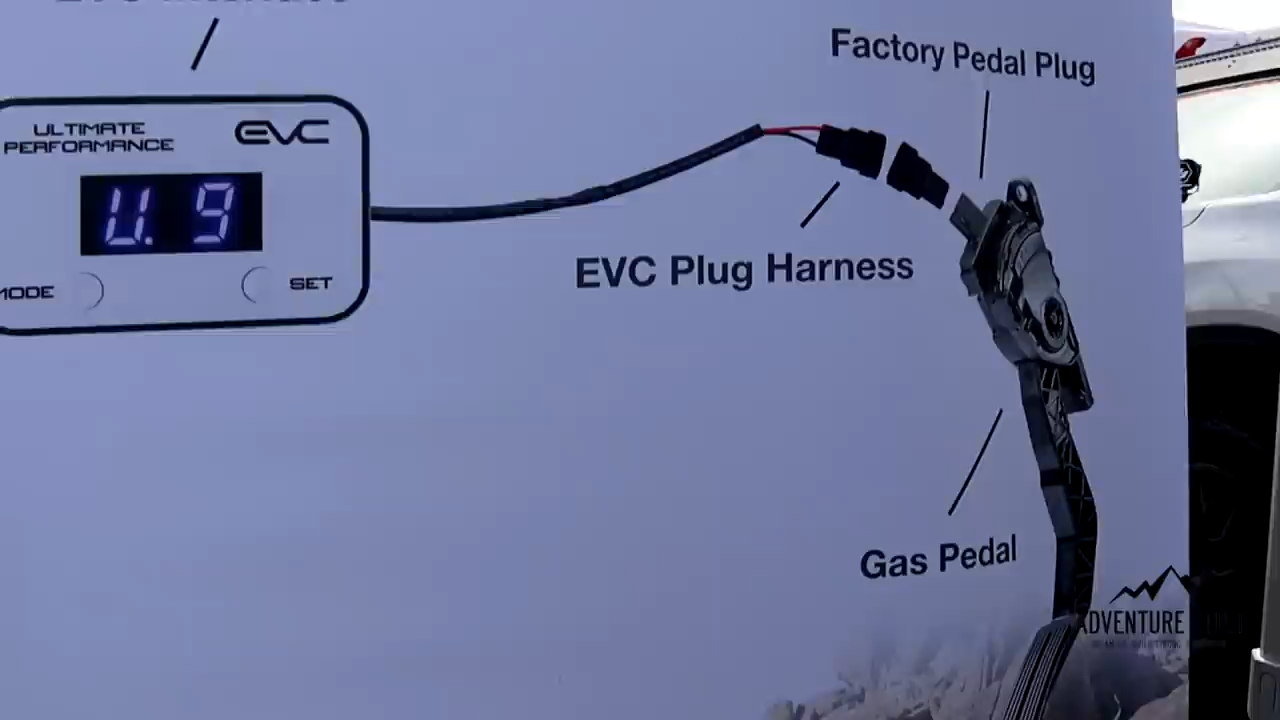 Factory Pedal Plug
ULTIMATE
PERFORMANCE
EVC
U. 9
EVC Plug Harness
MODE
SET
Gas Pedal
ADVENTURE